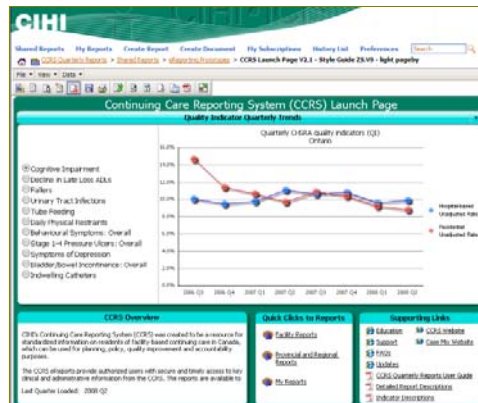 CIHI
Shared Reports My Reports Create Report Create Document My Subscriptions History List Preferences Search
CCRS Quarterly Reports > Shared Reports > eReporting Prototypes > CCRS Launch Page V2.1 - Style Guide ZS.V9 - light pageby
File View Data
Continuing Care Reporting System (CCRS) Launch Page
Quality Indicator Quarterly Trends
Quarterly CHSRA quality indicators (QI)
Ontario
16.0%
14.0%
12.0%
10.0%
8.0%
6.0%
4.0%
2.0%
0.0%
2006 Q3 2006 Q4 2007 Q1 2007 Q2 2007 Q3 2007 Q4 2008 Q1 2008 Q2
Hospital-based
Unadjusted Rate
Residential
Unadjusted Rate
Cognitive Impairment
Decline in Late Loss ADLs
Fallers
Urinary Tract Infections
Tube Feeding
Daily Physical Restraints
Behavioural Symptoms: Overall
Stage 1-4 Pressure Ulcers: Overall
Symptoms of Depression
Bladder/Bowel Incontinence: Overall
Indwelling Catheters
CCRS Overview
CIHI's Continuing Care Reporting System (CCRS) was created to be a resource for
standardized information on residents of facility-based continuing care in Canada,
which can be used for planning, policy, quality improvement and accountability
purposes.
The CCRS eReports provide authorized users with secure and timely access to key
clinical and administrative information from the CCRS. The reports are available to
Last Quarter Loaded: 2008 Q2
Quick Clicks to Reports
Facility Reports
Provincial and Regional
Reports
My Reports
Supporting Links
Education
Support
FAQs
Updates
CCRS Website
Case Mix Website
CCRS Quarterly Reports User Guide
Detailed Report Descriptions
Indicator Descriptions